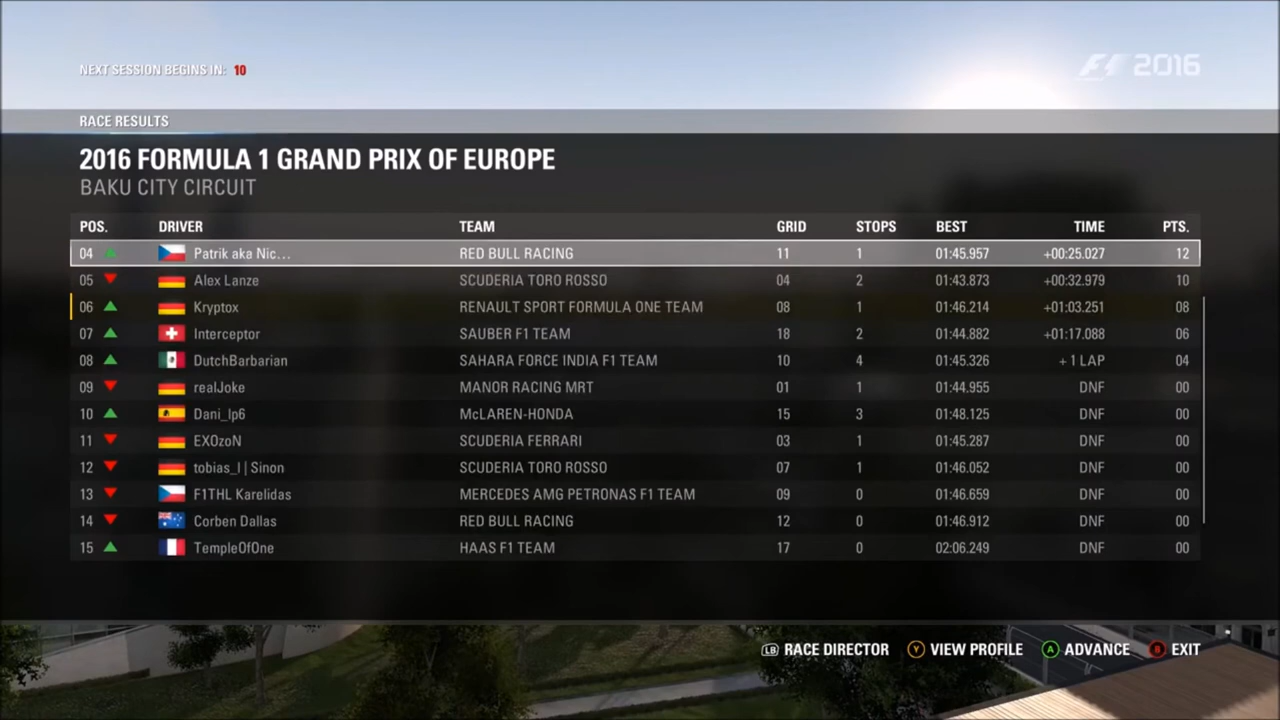 NEXT SESSION BEGINS IN: 10
F1 2016
RACE RESULTS
2016 FORMULA 1 GRAND PRIX OF EUROPE
BAKU CITY CIRCUIT
POS. DRIVER TEAM GRID STOPS BEST TIME PTS.
04 Patrik aka Nic... RED BULL RACING 11 1 01:45.957 +00:25.027 12
05 Alex Lanze SCUDERIA TORO ROSSO 04 2 01:43.873 +00:32.979 10
06 Kryptox RENAULT SPORT FORMULA ONE TEAM 08 1 01:46.214 +01:03.251 08
07 Interceptor SAUBER F1 TEAM 18 2 01:44.882 +01:17.088 06
08 DutchBarbarian SAHARA FORCE INDIA F1 TEAM 10 4 01:45.326 + 1 LAP 04
09 realJoke MANOR RACING MRT 01 1 01:44.955 DNF 00
10 Dani_lp6 McLAREN-HONDA 15 3 01:48.125 DNF 00
11 EXOzoN SCUDERIA FERRARI 03 1 01:45.287 DNF 00
12 tobias_l | Sinon SCUDERIA TORO ROSSO 07 1 01:46.052 DNF 00
13 F1THL Karelidas MERCEDES AMG PETRONAS F1 TEAM 09 0 01:46.659 DNF 00
14 Corben Dallas RED BULL RACING 12 0 01:46.912 DNF 00
15 TempleOfOne HAAS F1 TEAM 17 0 02:06.249 DNF 00
LB RACE DIRECTOR Y VIEW PROFILE A ADVANCE B EXIT